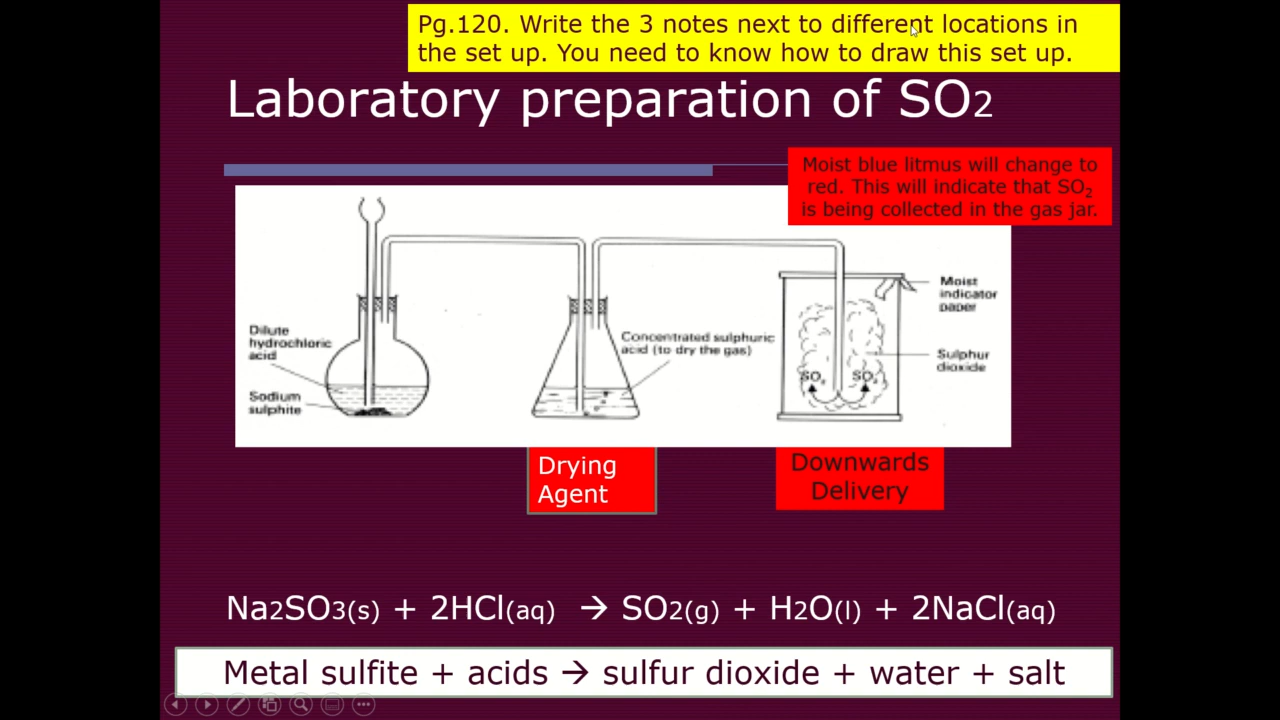 Pg.120. Write the 3 notes next to different locations in
the set up. You need to know how to draw this set up.
Laboratory preparation of SO2
Moist blue litmus will change to
red. This will indicate that SO2
is being collected in the gas jar.
Dilute
hydrochloric
acid
Sodium
sulphite
Concentrated sulphuric
acid (to dry the gas)
Moist
indicator
paper
Sulphur
dioxide
SO2 SO2
Drying
Agent
Downwards
Delivery
Na2SO3(s) + 2HCl(aq) → SO2(g) + H2O(l) + 2NaCl(aq)
Metal sulfite + acids → sulfur dioxide + water + salt